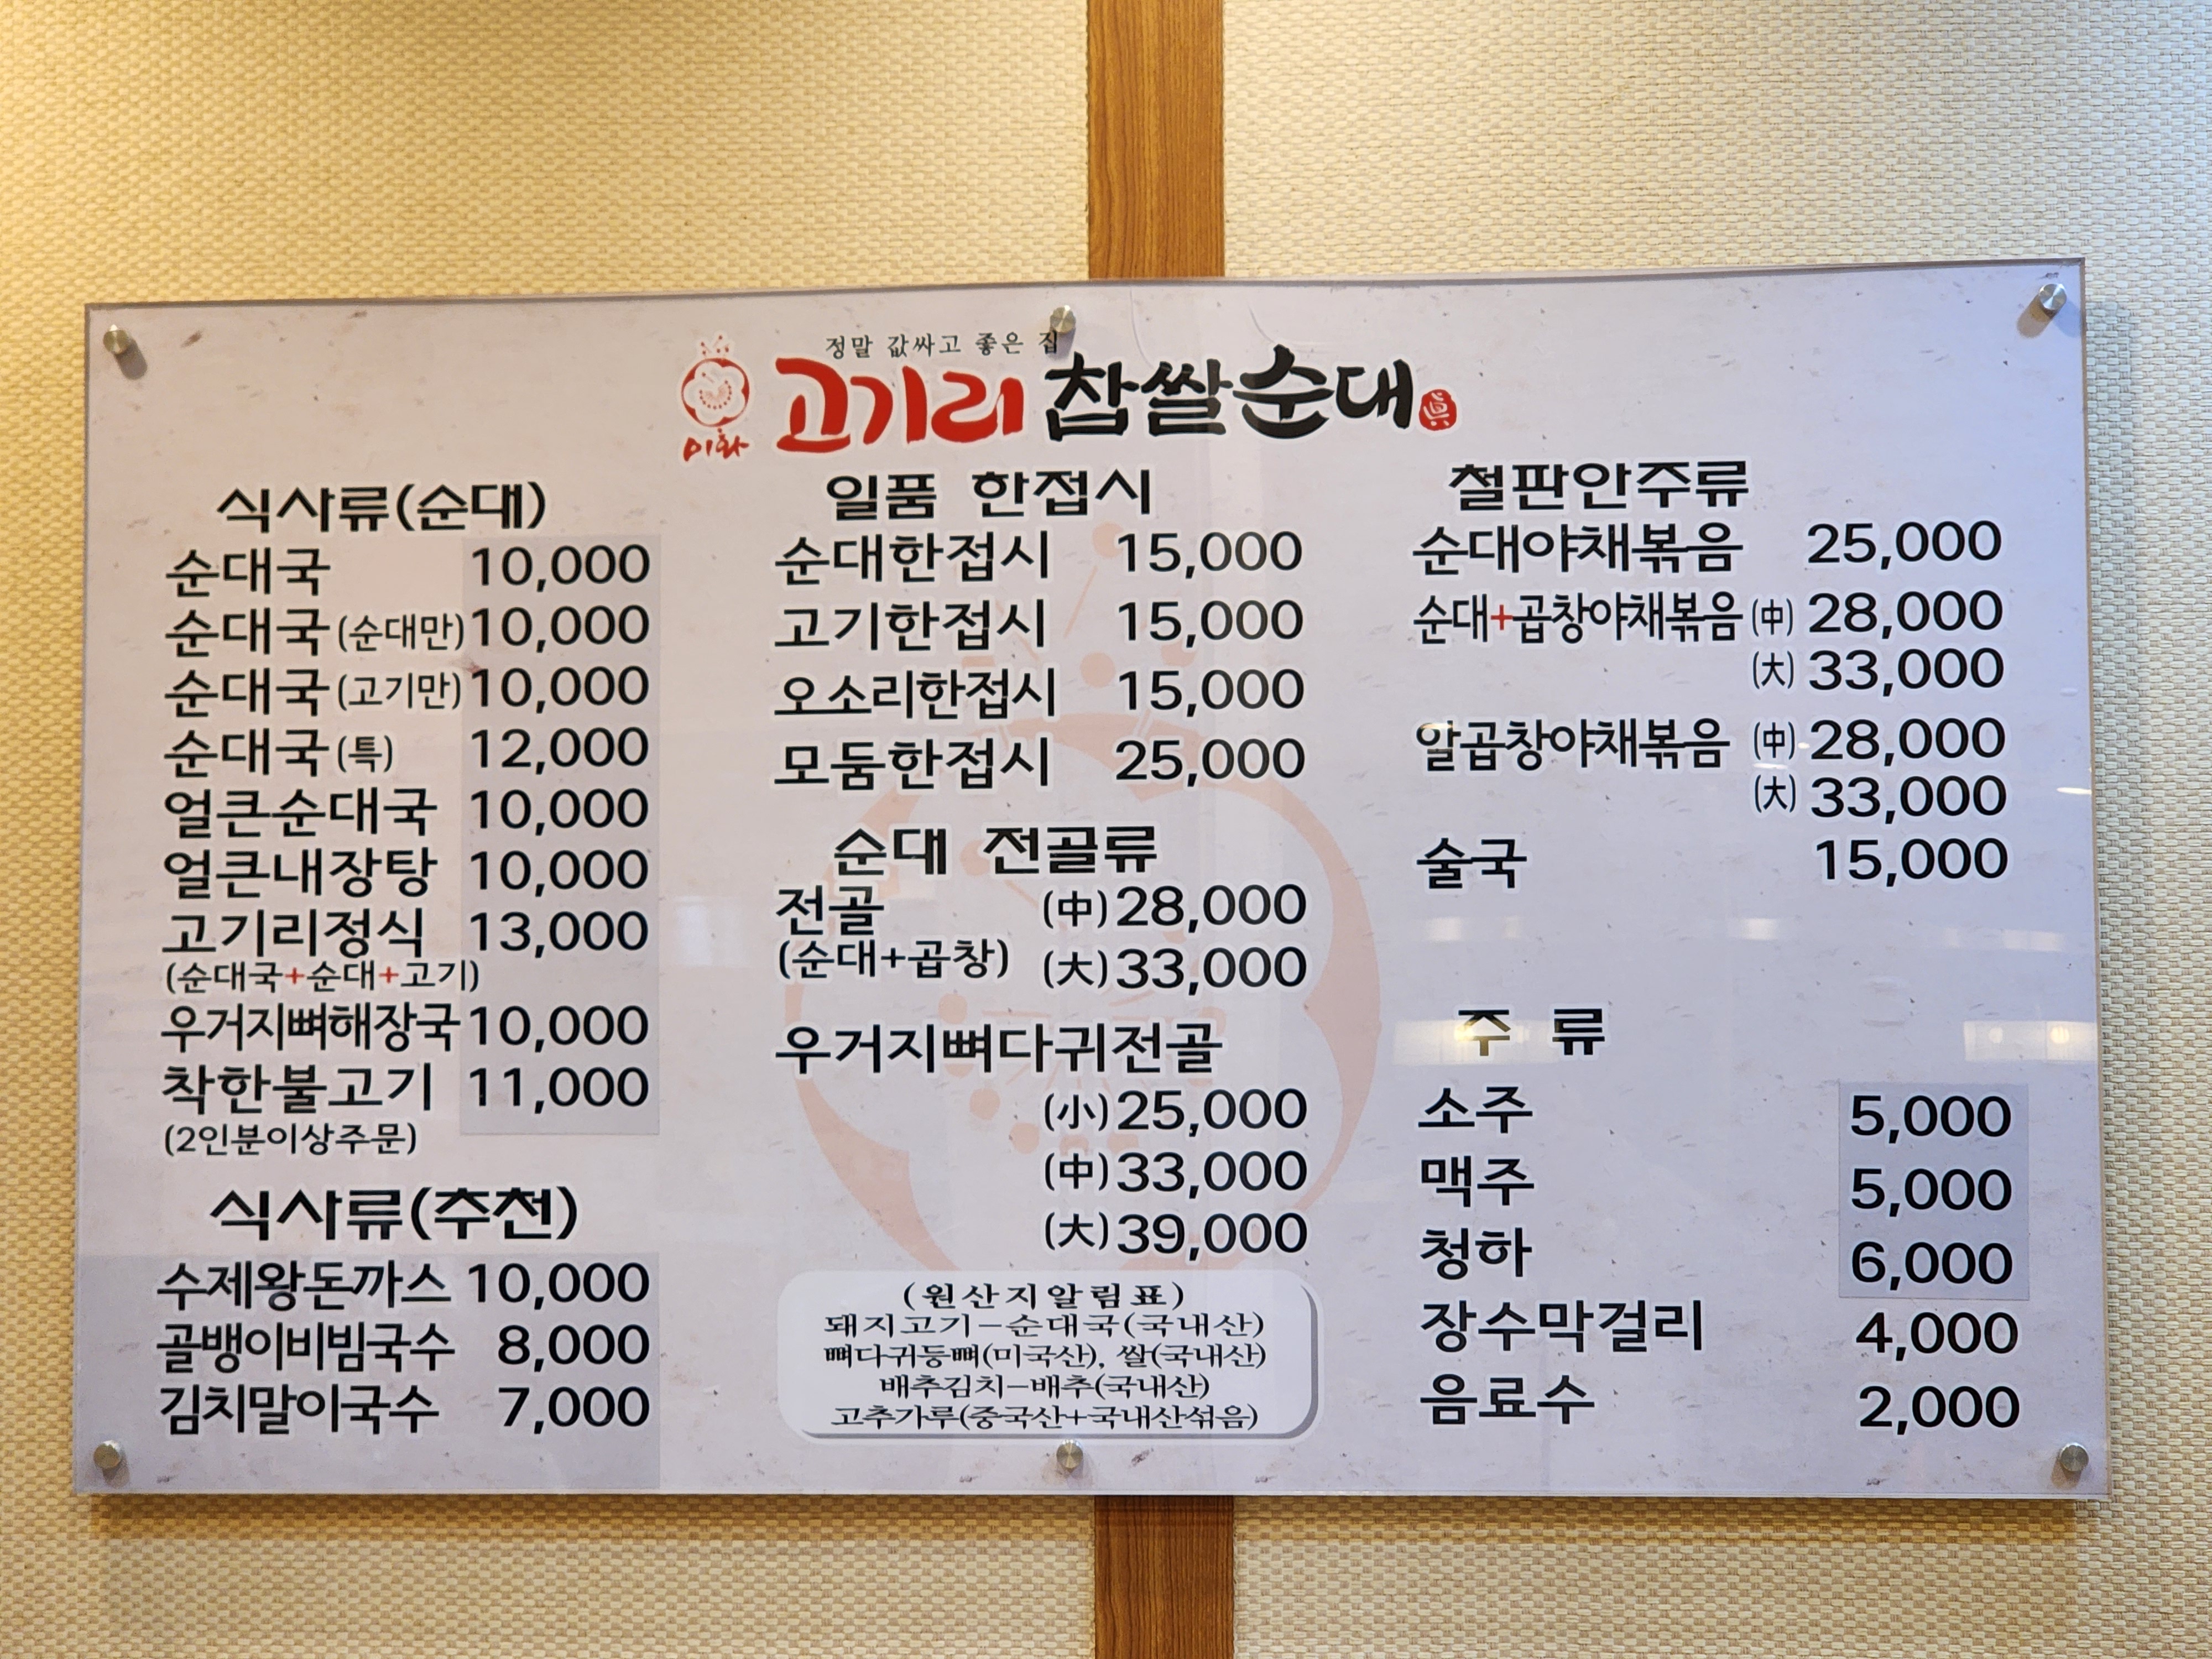 정말 값싸고 좋은 집
이화
고기리 찹쌀순대 眞
식사류(순대)
순대국 10,000
순대국(순대만) 10,000
순대국(고기만) 10,000
순대국(특) 12,000
얼큰순대국 10,000
얼큰내장탕 10,000
고기리정식 13,000
(순대국+순대+고기)
우거지뼈해장국 10,000
착한불고기 11,000
(2인분이상주문)
식사류(추천)
수제왕돈까스 10,000
골뱅이비빔국수 8,000
김치말이국수 7,000
일품 한접시
순대한접시 15,000
고기한접시 15,000
오소리한접시 15,000
모둠한접시 25,000
순대 전골류
전골 (中) 28,000
(순대+곱창) (大) 33,000
우거지뼈다귀전골
(小) 25,000
(中) 33,000
(大) 39,000
(원산지알림표)
돼지고기-순대국(국내산)
뼈다귀등뼈(미국산), 쌀(국내산)
배추김치-배추(국내산)
고추가루(중국산+국내산섞음)
철판안주류
순대야채볶음 25,000
순대+곱창야채볶음 (中) 28,000
(大) 33,000
알곱창야채볶음 (中) 28,000
(大) 33,000
술국 15,000
주 류
소주 5,000
맥주 5,000
청하 6,000
장수막걸리 4,000
음료수 2,000